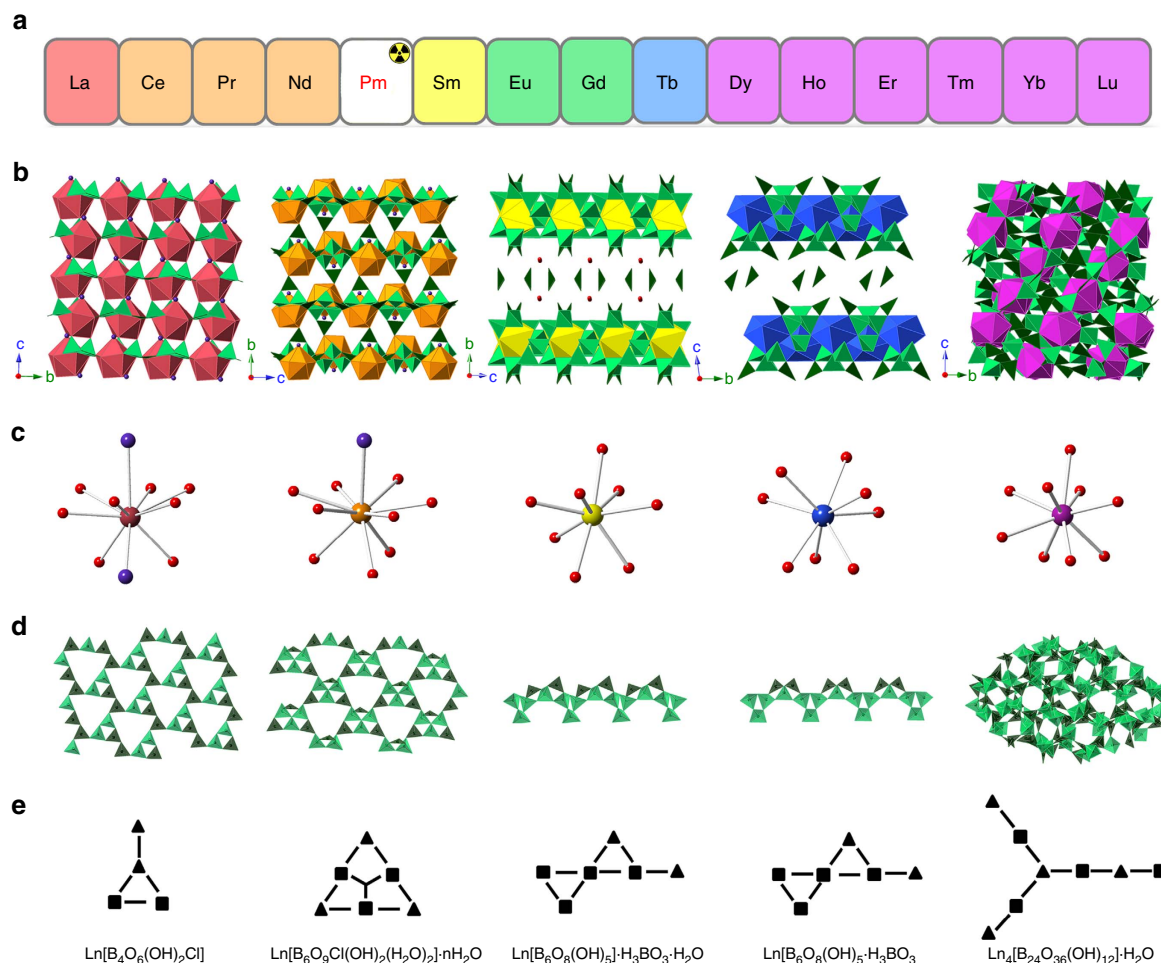 a
La Ce Pr Nd Pm Sm Eu Gd Tb Dy Ho Er Tm Yb Lu
b
c b b c b c c b c b
c
d
e
Ln[B₄O₆(OH)₂Cl] Ln[B₆O₉Cl(OH)₂(H₂O)₂]·nH₂O Ln[B₆O₈(OH)₅]·H₃BO₃·H₂O Ln[B₆O₈(OH)₅·H₃BO₃ Ln₄[B₂₄O₃₆(OH)₁₂]·H₂O